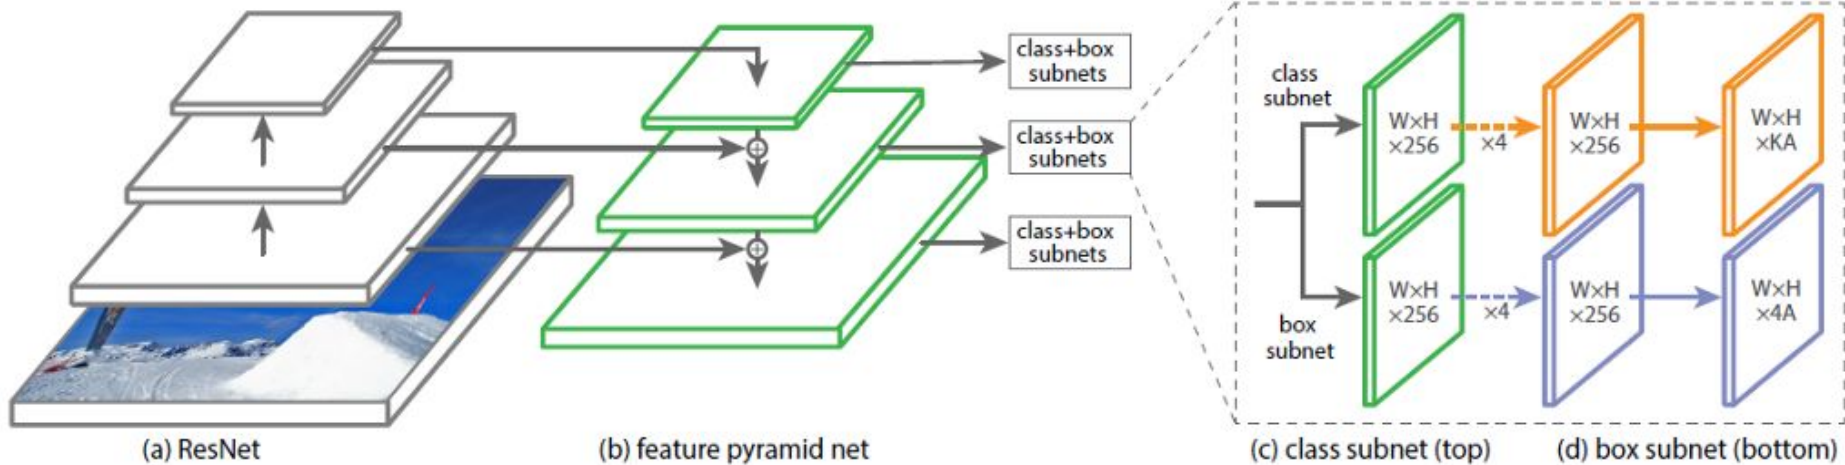 class+box
subnets
class+box
subnets
class+box
subnets
class
subnet
W×H
×256
×4
W×H
×256
W×H
×KA
box
subnet
W×H
×256
×4
W×H
×256
W×H
×4A
(a) ResNet
(b) feature pyramid net
(c) class subnet (top)
(d) box subnet (bottom)